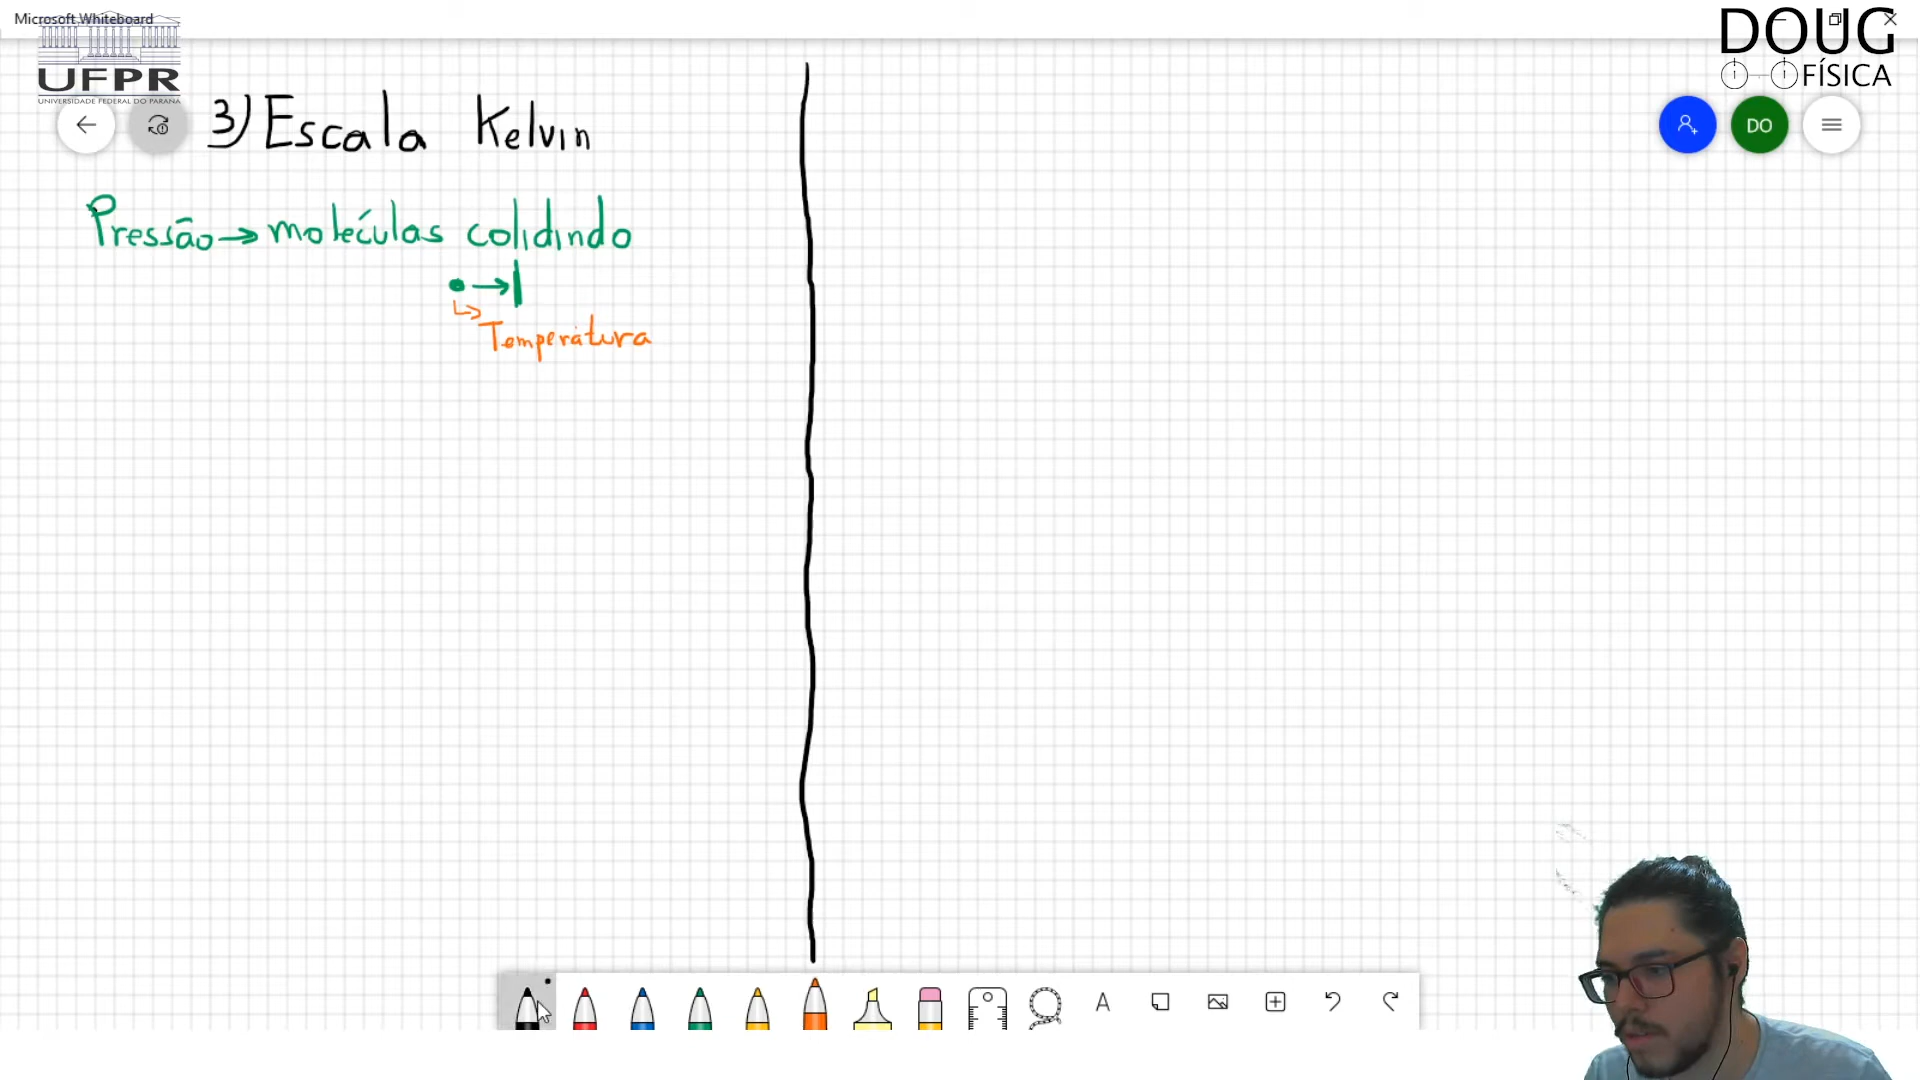 Microsoft Whiteboard
UFPR
UNIVERSIDADE FEDERAL DO PARANÁ
DOUG
FÍSICA
DO
3) Escala Kelvin
Pressão → moléculas colidindo
Temperatura
A